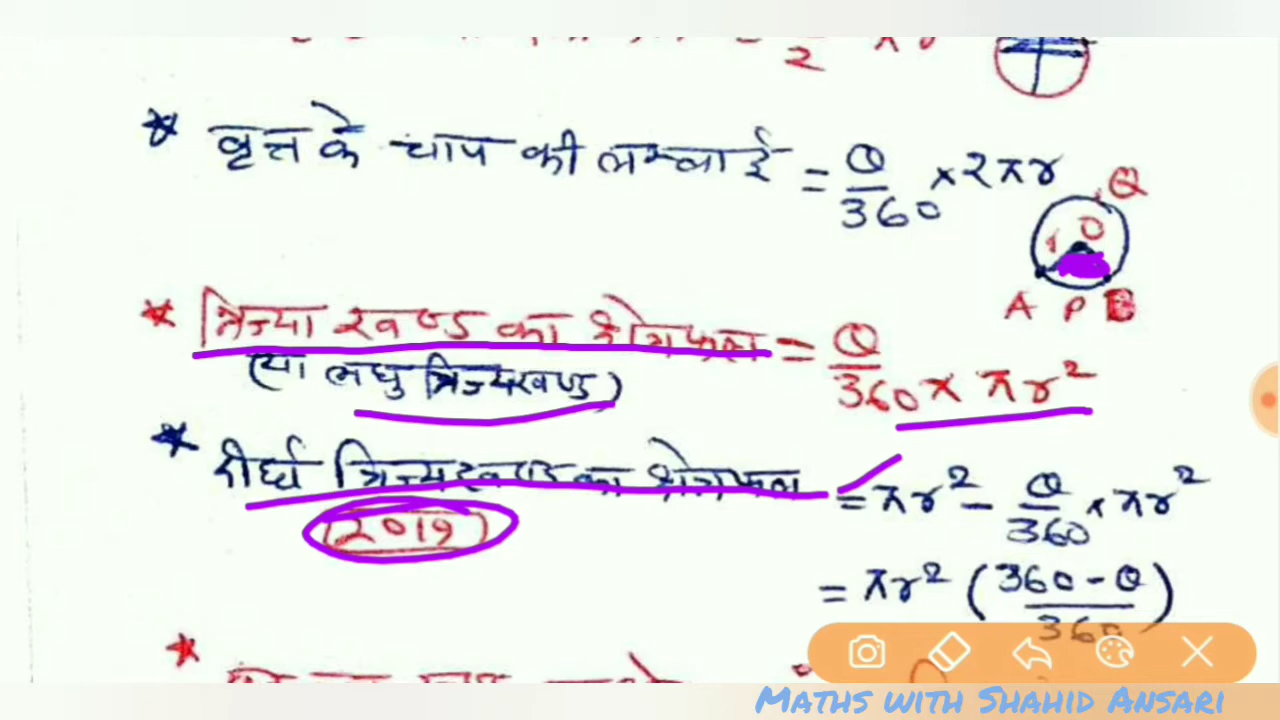 2
* वृत्त के चाप की लम्बाई = θ/360 × 2πr
Q
O
A P B
* त्रिज्या खण्ड का क्षेत्रफल = θ/360 × πr²
(या लघु त्रिज्यखण्ड)
* दीर्घ त्रिज्यखण्ड का क्षेत्रफल = πr² - θ/360 × πr²
(2019)
= πr² (360-θ/360)
*
MATHS WITH SHAHID ANSARI